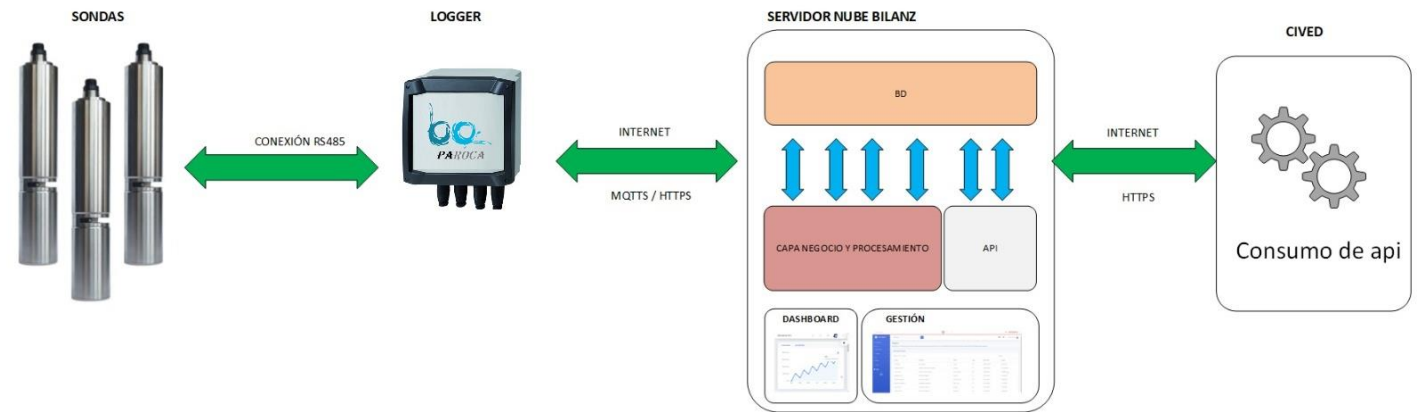 SONDAS
LOGGER
SERVIDOR NUBE BILANZ
CIVED
BD
CONEXIÓN RS485
INTERNET
MQTTS / HTTPS
INTERNET
HTTPS
PAROCA
CAPA NEGOCIO Y PROCESAMIENTO
API
Consumo de api
DASHBOARD
GESTIÓN